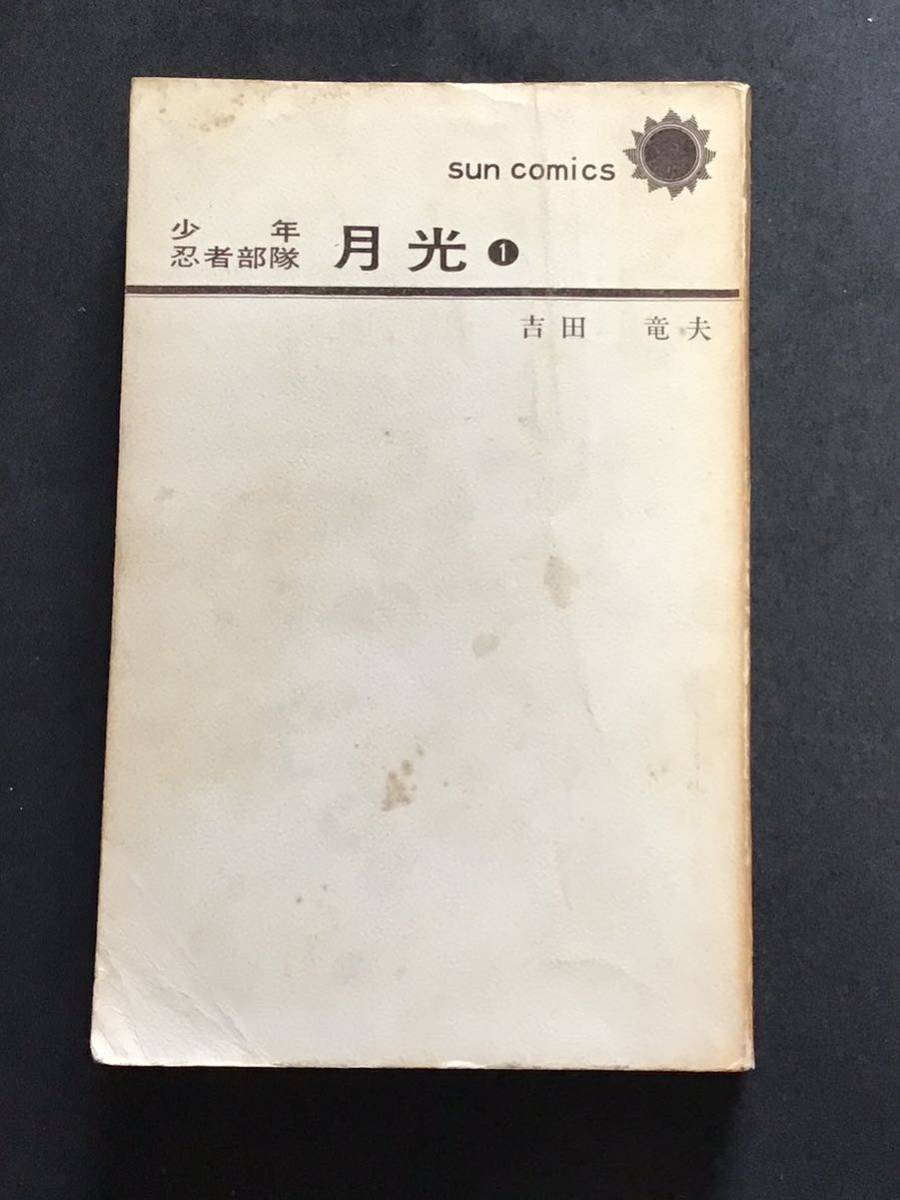 sun comics
少年
忍者部隊 月光 ❶
吉田 竜夫